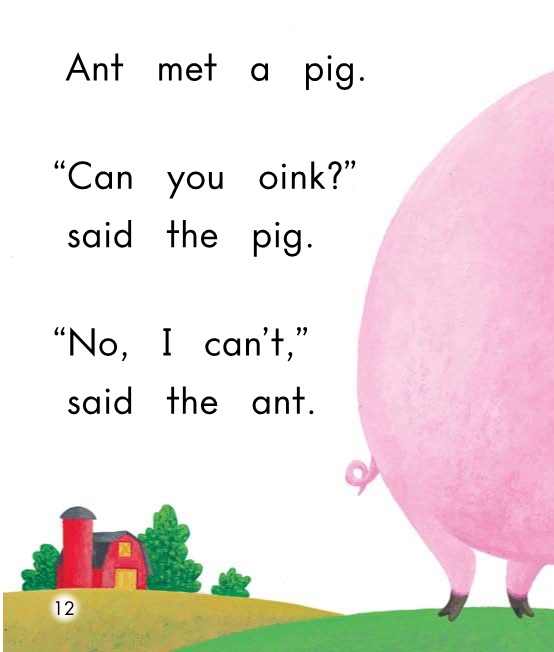 Ant met a pig.
“Can you oink?”
said the pig.
“No, I can’t,”
said the ant.
12